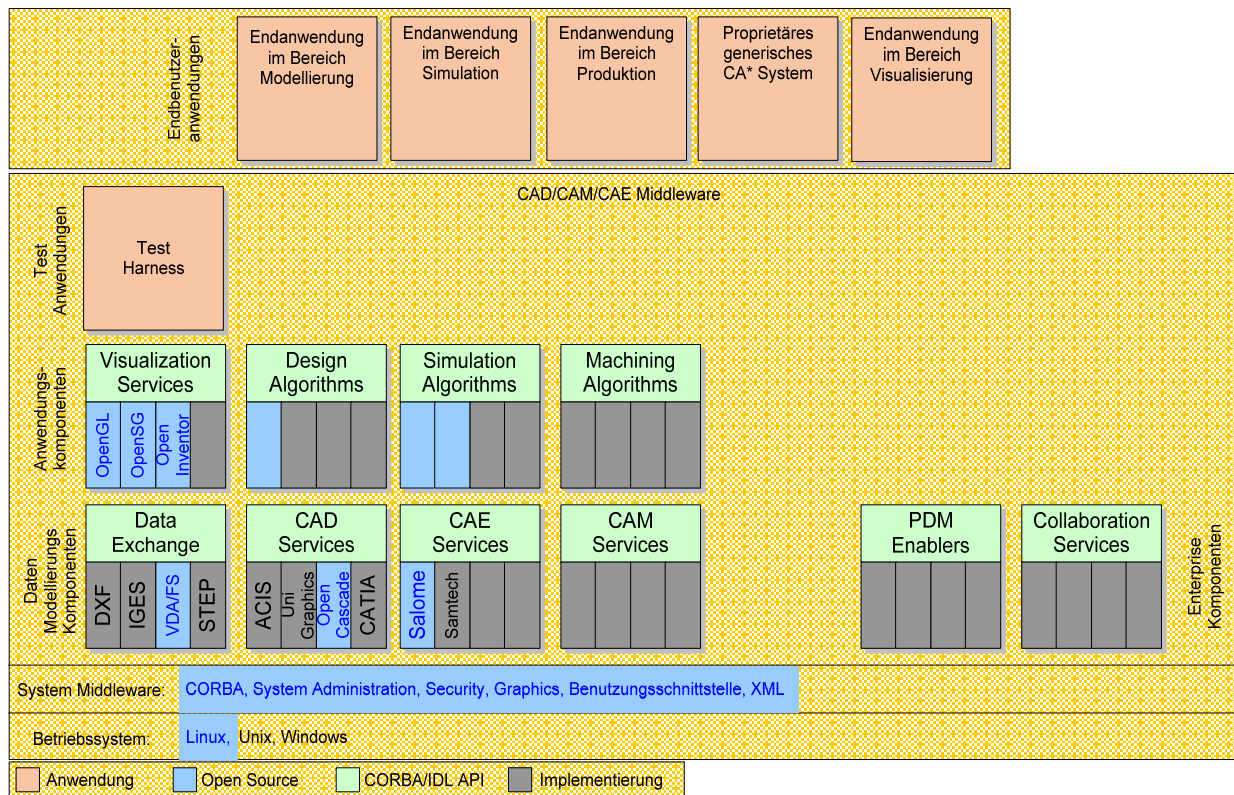 Endbenutzer-
anwendungen
Endanwendung
im Bereich
Modellierung
Endanwendung
im Bereich
Simulation
Endanwendung
im Bereich
Produktion
Proprietäres
generisches
CA* System
Endanwendung
im Bereich
Visualisierung
CAD/CAM/CAE Middleware
Test
Anwendungen
Test
Harness
Anwendungs-
komponenten
Visualization
Services
OpenGL
OpenSG
Open
Inventor
Design
Algorithms
Simulation
Algorithms
Machining
Algorithms
Daten
Modellierungs
Komponenten
Data
Exchange
DXF
IGES
VDA/FS
STEP
CAD
Services
ACIS
Uni
Graphics
Open
Cascade
CATIA
CAE
Services
Salome
Samtech
CAM
Services
PDM
Enablers
Collaboration
Services
Enterprise
Komponenten
System Middleware: CORBA, System Administration, Security, Graphics, Benutzungsschnittstelle, XML
Betriebssystem: Linux, Unix, Windows
Anwendung
Open Source
CORBA/IDL API
Implementierung